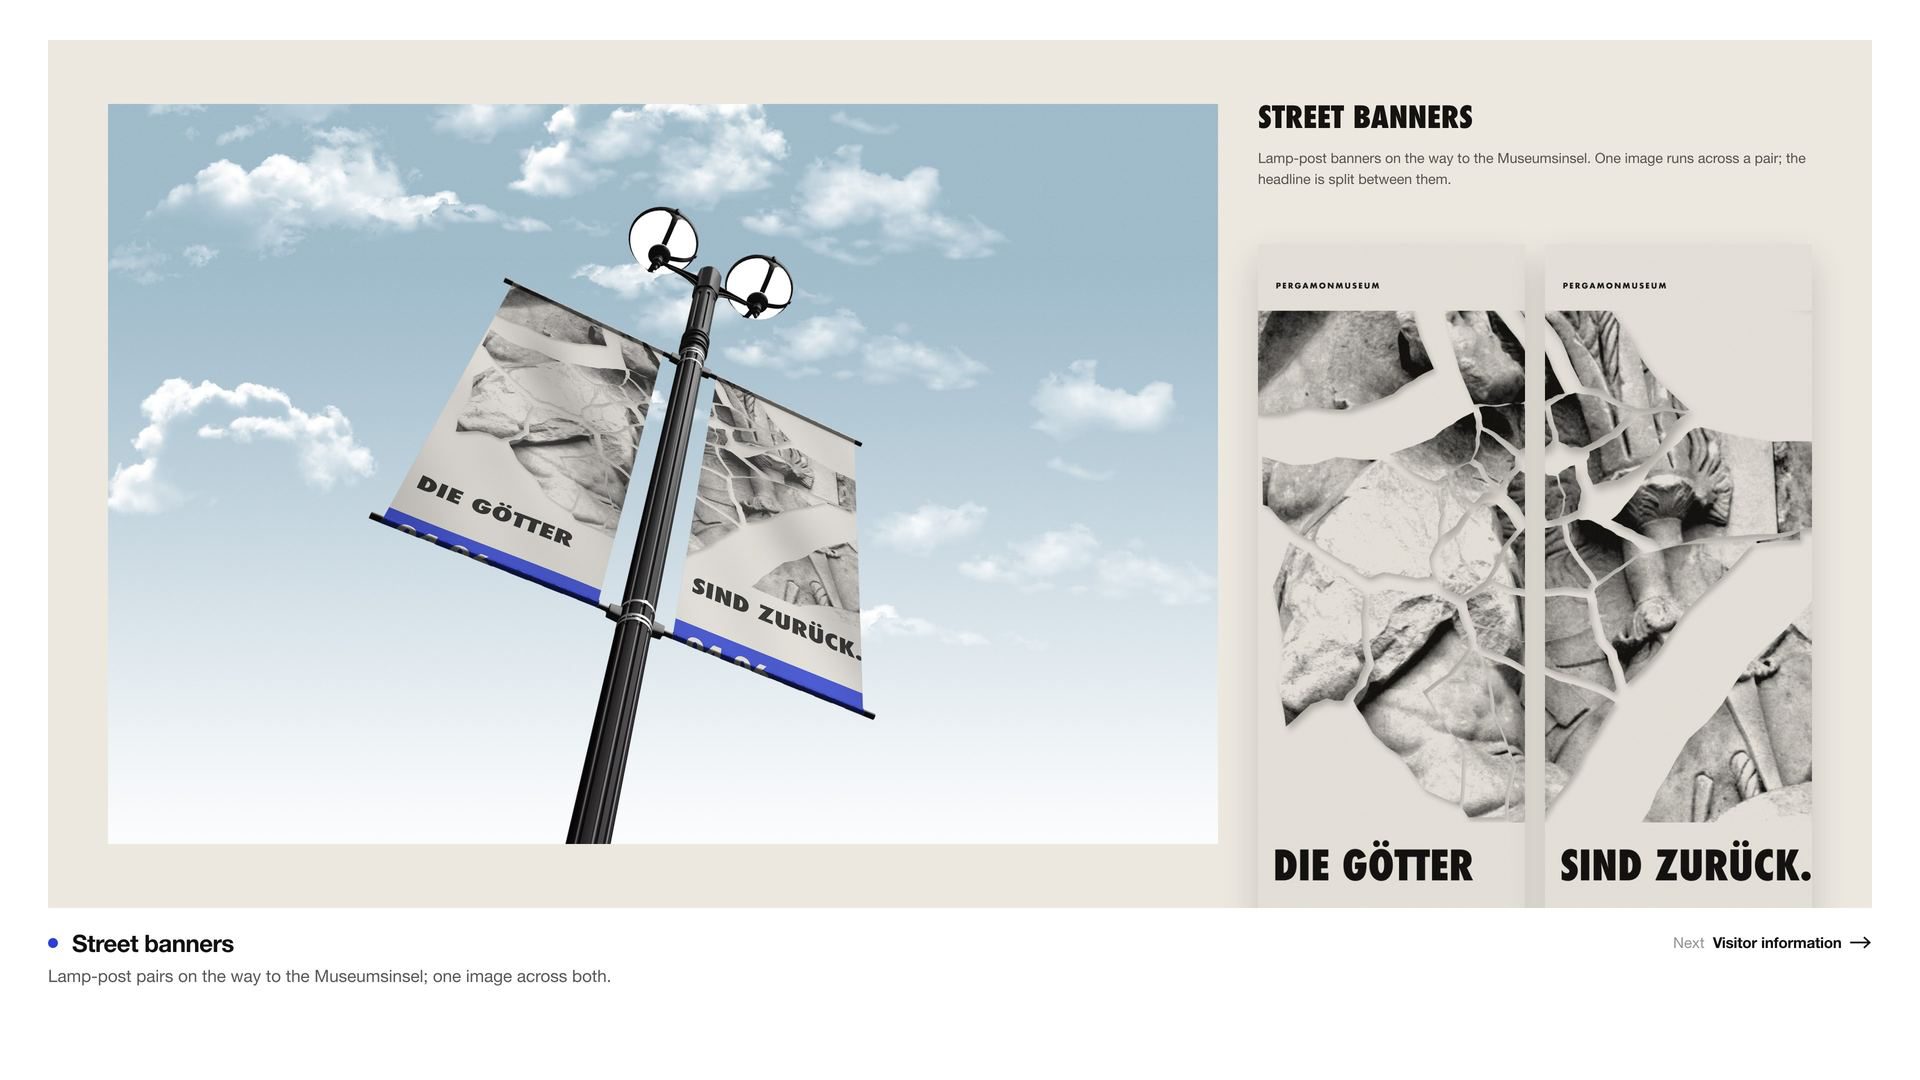 STREET BANNERS
Lamp-post banners on the way to the Museumsinsel. One image runs across a pair; the
headline is split between them.
DIE GÖTTER
SIND ZURÜCK.
PERGAMONMUSEUM
PERGAMONMUSEUM
DIE GÖTTER
SIND ZURÜCK.
Street banners
Lamp-post pairs on the way to the Museumsinsel; one image across both.
Next Visitor information